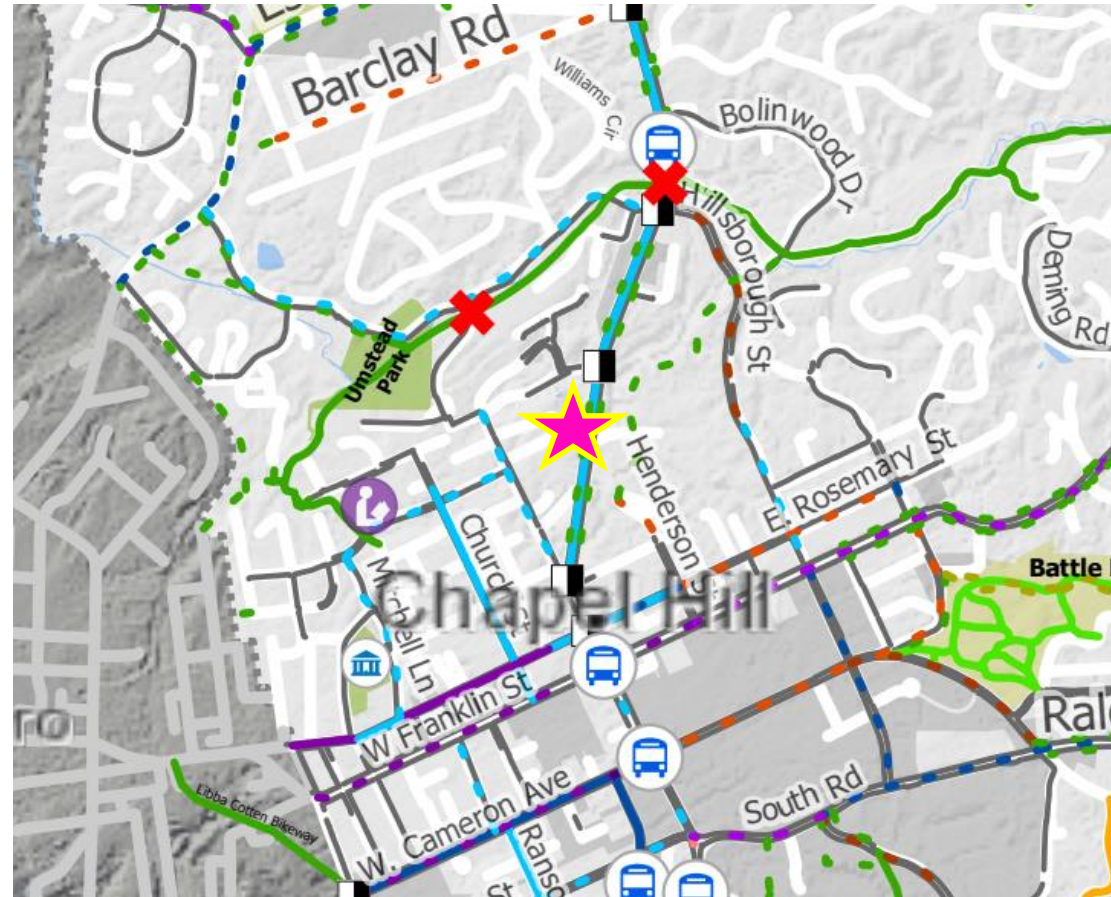 Barclay Rd
Williams Cir
Bolinwood Dr
Hillsborough St
Deming Rd
Umstead
Park
Henderson
E. Rosemary St
Church St
Mitchell Ln
Chapel Hill
Battle
W Franklin St
ro
Ral
Libba Cotten Bikeway
W. Cameron Ave
South Rd
Ranso
St